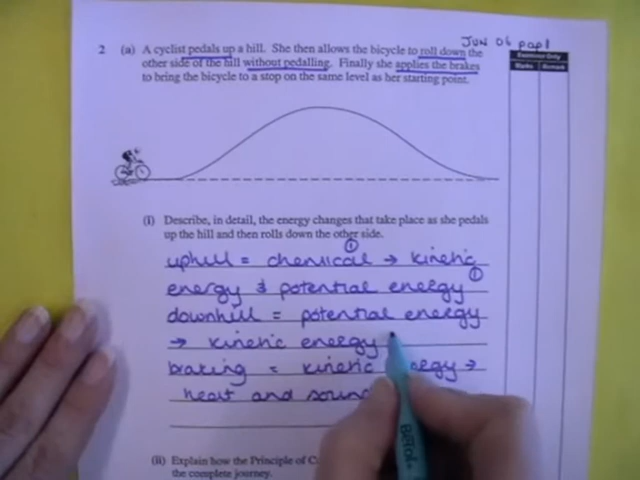 JUN 06 pap1
Examiner Only
Marks Remark
2 (a) A cyclist pedals up a hill. She then allows the bicycle to roll down the
other side of the hill without pedalling. Finally she applies the brakes
to bring the bicycle to a stop on the same level as her starting point.
(i) Describe, in detail, the energy changes that take place as she pedals
up the hill and then rolls down the other side.
uphill = chemical ① → kinetic
energy & potential energy ①
downhill = potential energy
→ kinetic energy
braking = kinetic energy →
heat and sound
(ii) Explain how the Principle of
the complete journey.
Berol